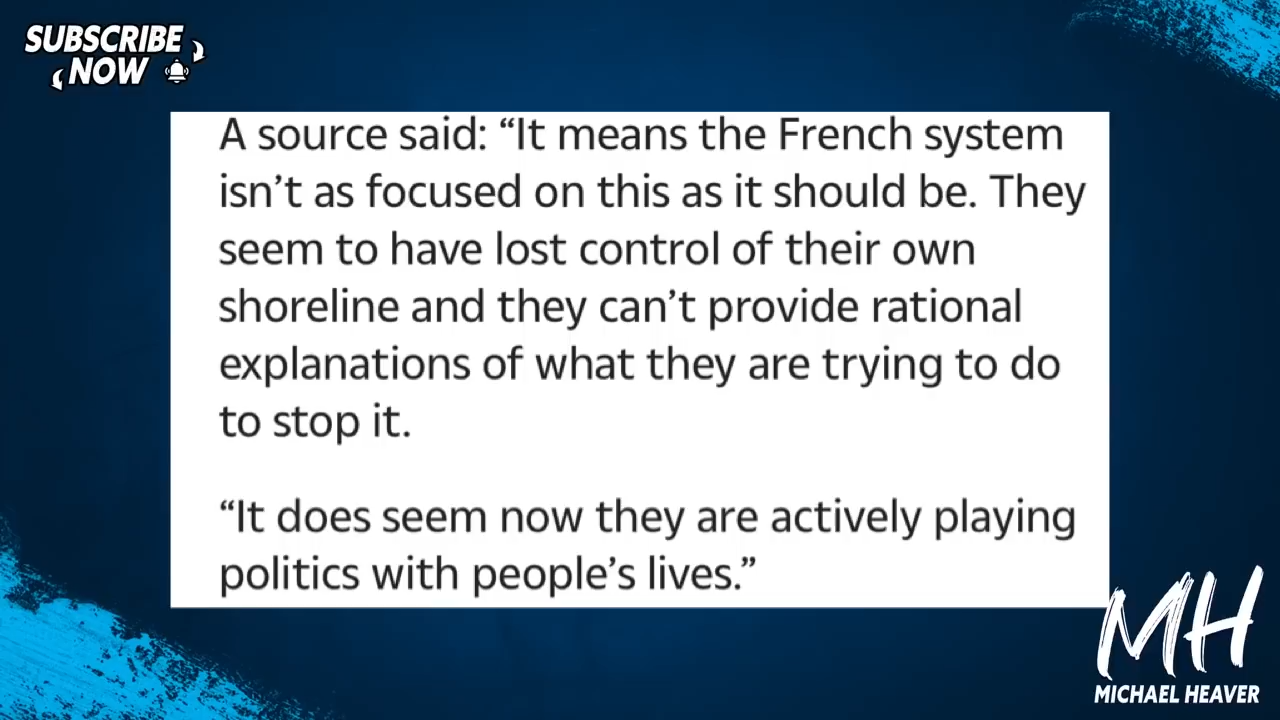 SUBSCRIBE
NOW
A source said: “It means the French system
isn’t as focused on this as it should be. They
seem to have lost control of their own
shoreline and they can’t provide rational
explanations of what they are trying to do
to stop it.
“It does seem now they are actively playing
politics with people’s lives.”
MH
MICHAEL HEAVER